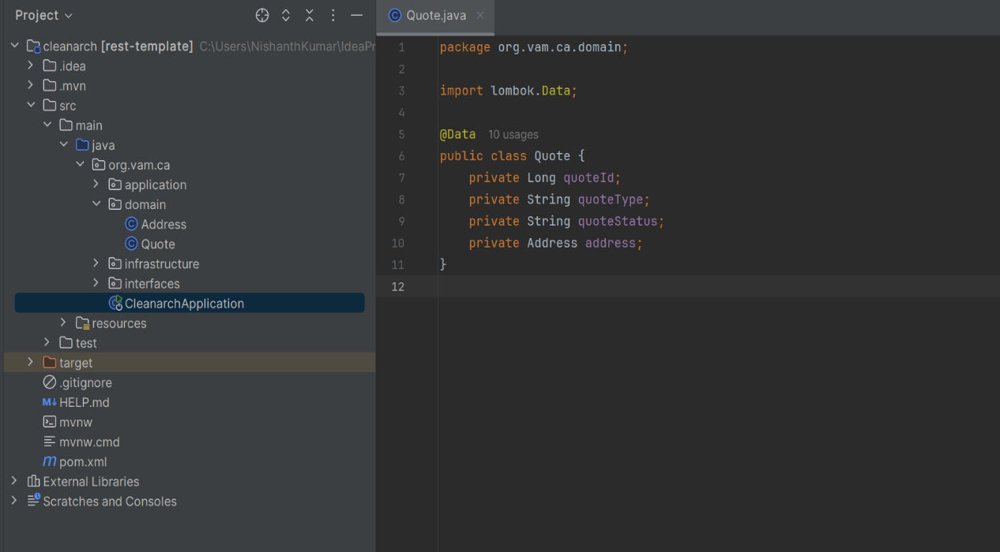 Project
cleanarch [rest-template] C:\Users\NishanthKumar\IdeaPr
.idea
.mvn
src
main
java
org.vam.ca
application
domain
Address
Quote
infrastructure
interfaces
CleanarchApplication
resources
test
target
.gitignore
M↓ HELP.md
mvnw
mvnw.cmd
m pom.xml
External Libraries
Scratches and Consoles
Quote.java
1 package org.vam.ca.domain;
2
3 import lombok.Data;
4
5 @Data 10 usages
6 public class Quote {
7 private Long quoteId;
8 private String quoteType;
9 private String quoteStatus;
10 private Address address;
11 }
12